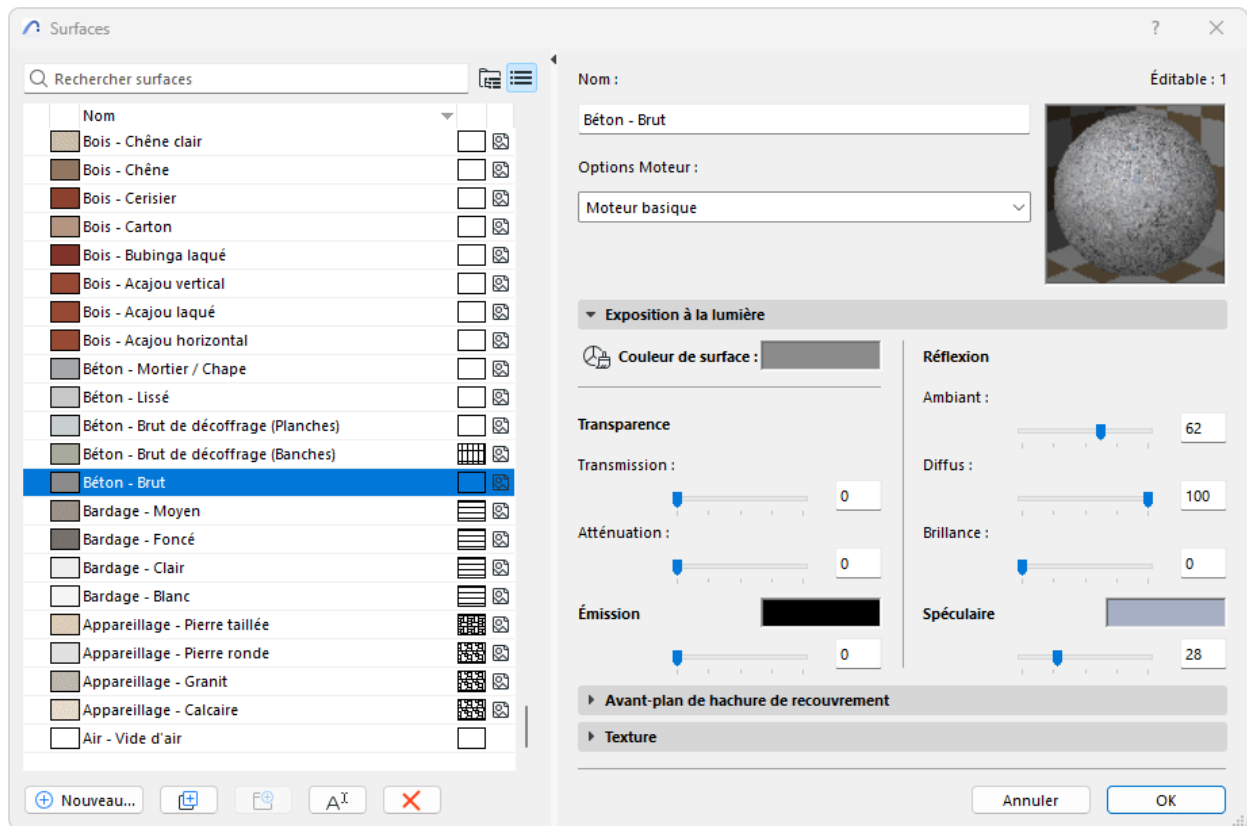 Surfaces
?
Rechercher surfaces
Nom
Bois - Chêne clair
Bois - Chêne
Bois - Cerisier
Bois - Carton
Bois - Bubinga laqué
Bois - Acajou vertical
Bois - Acajou laqué
Bois - Acajou horizontal
Béton - Mortier / Chape
Béton - Lissé
Béton - Brut de décoffrage (Planches)
Béton - Brut de décoffrage (Banches)
Béton - Brut
Bardage - Moyen
Bardage - Foncé
Bardage - Clair
Bardage - Blanc
Appareillage - Pierre taillée
Appareillage - Pierre ronde
Appareillage - Granit
Appareillage - Calcaire
Air - Vide d'air
Nouveau...
Nom :
Éditable : 1
Béton - Brut
Options Moteur :
Moteur basique
Exposition à la lumière
Couleur de surface :
Transparence
Transmission :
0
Atténuation :
0
Émission
0
Réflexion
Ambiant :
62
Diffus :
100
Brillance :
0
Spéculaire
28
Avant-plan de hachure de recouvrement
Texture
Annuler
OK